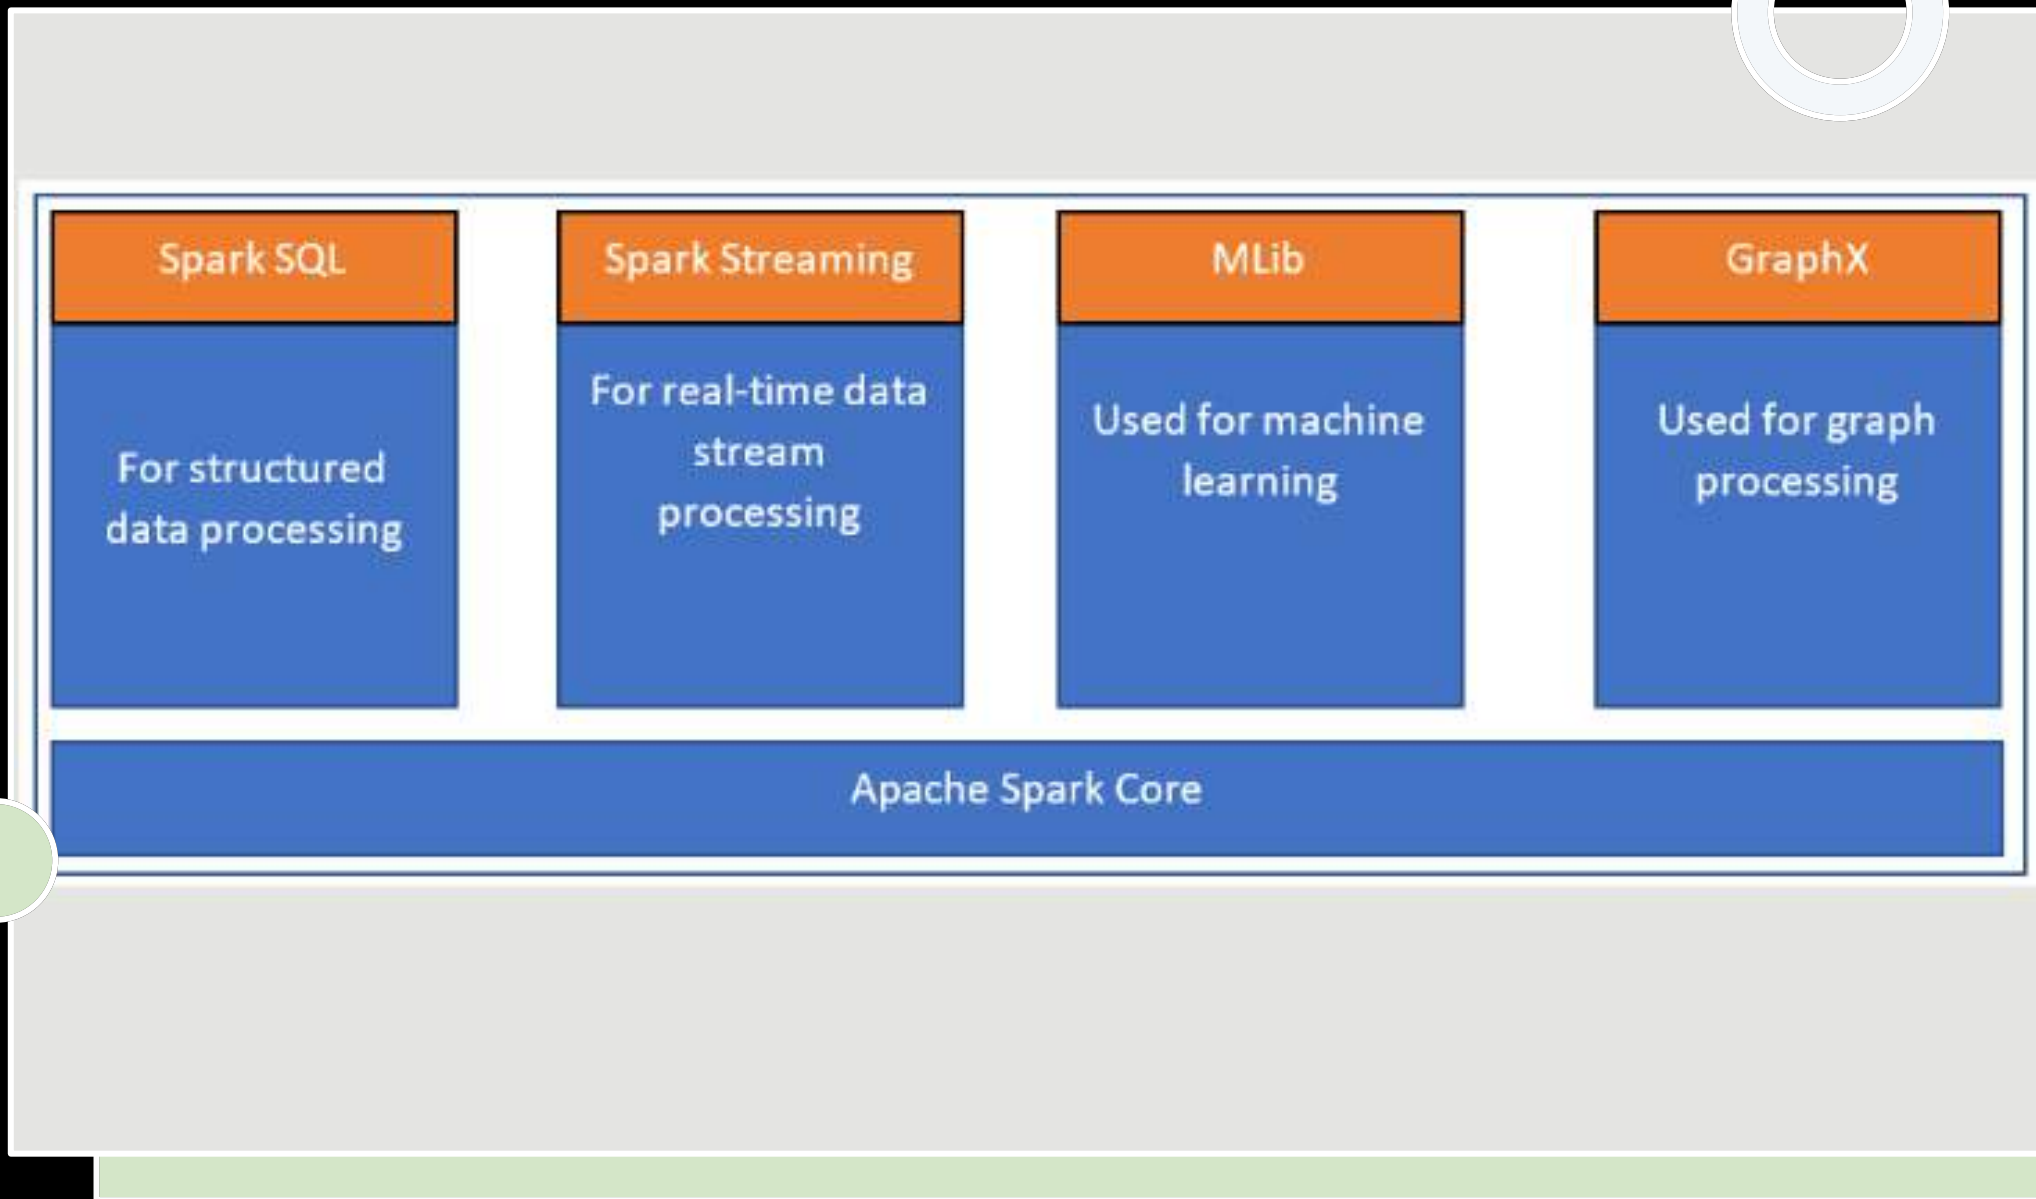 Spark SQL
For structured
data processing
Spark Streaming
For real-time data
stream
processing
MLib
Used for machine
learning
GraphX
Used for graph
processing
Apache Spark Core